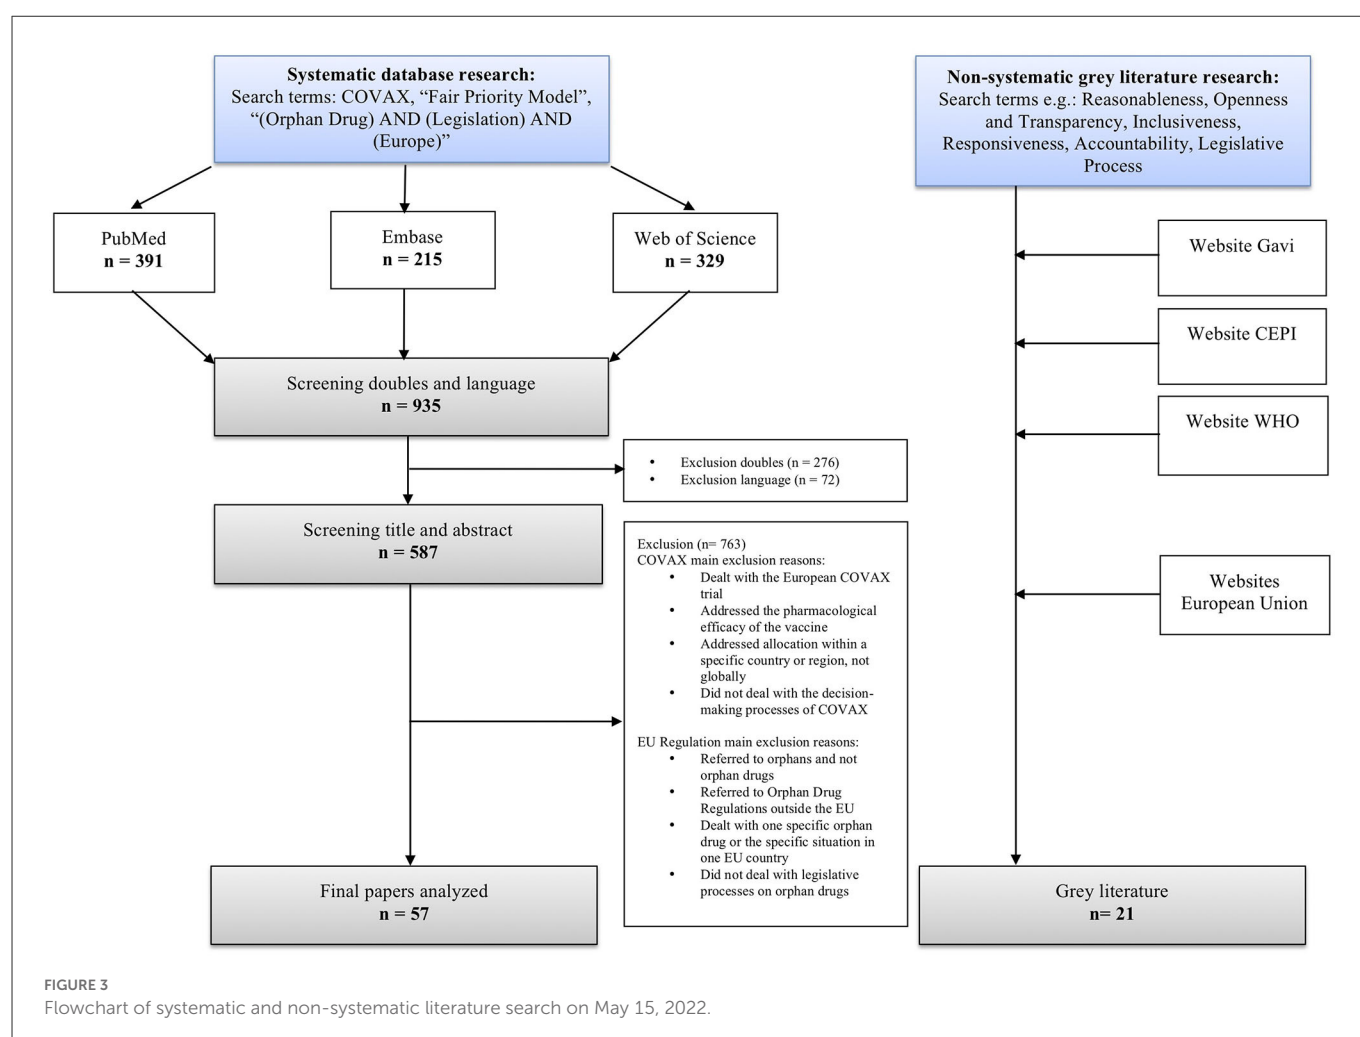 Systematic database research:
Search terms: COVAX, “Fair Priority Model”,
“(Orphan Drug) AND (Legislation) AND
(Europe)”
PubMed
n = 391
Embase
n = 215
Web of Science
n = 329
Screening doubles and language
n = 935
• Exclusion doubles (n = 276)
• Exclusion language (n = 72)
Screening title and abstract
n = 587
Exclusion (n= 763)
COVAX main exclusion reasons:
• Dealt with the European COVAX
trial
• Addressed the pharmacological
efficacy of the vaccine
• Addressed allocation within a
specific country or region, not
globally
• Did not deal with the decision-
making processes of COVAX
EU Regulation main exclusion reasons:
• Referred to orphans and not
orphan drugs
• Referred to Orphan Drug
Regulations outside the EU
• Dealt with one specific orphan
drug or the specific situation in
one EU country
• Did not deal with legislative
processes on orphan drugs
Final papers analyzed
n = 57
Non-systematic grey literature research:
Search terms e.g.: Reasonableness, Openness
and Transparency, Inclusiveness,
Responsiveness, Accountability, Legislative
Process
Website Gavi
Website CEPI
Website WHO
Websites
European Union
Grey literature
n= 21
FIGURE 3
Flowchart of systematic and non-systematic literature search on May 15, 2022.